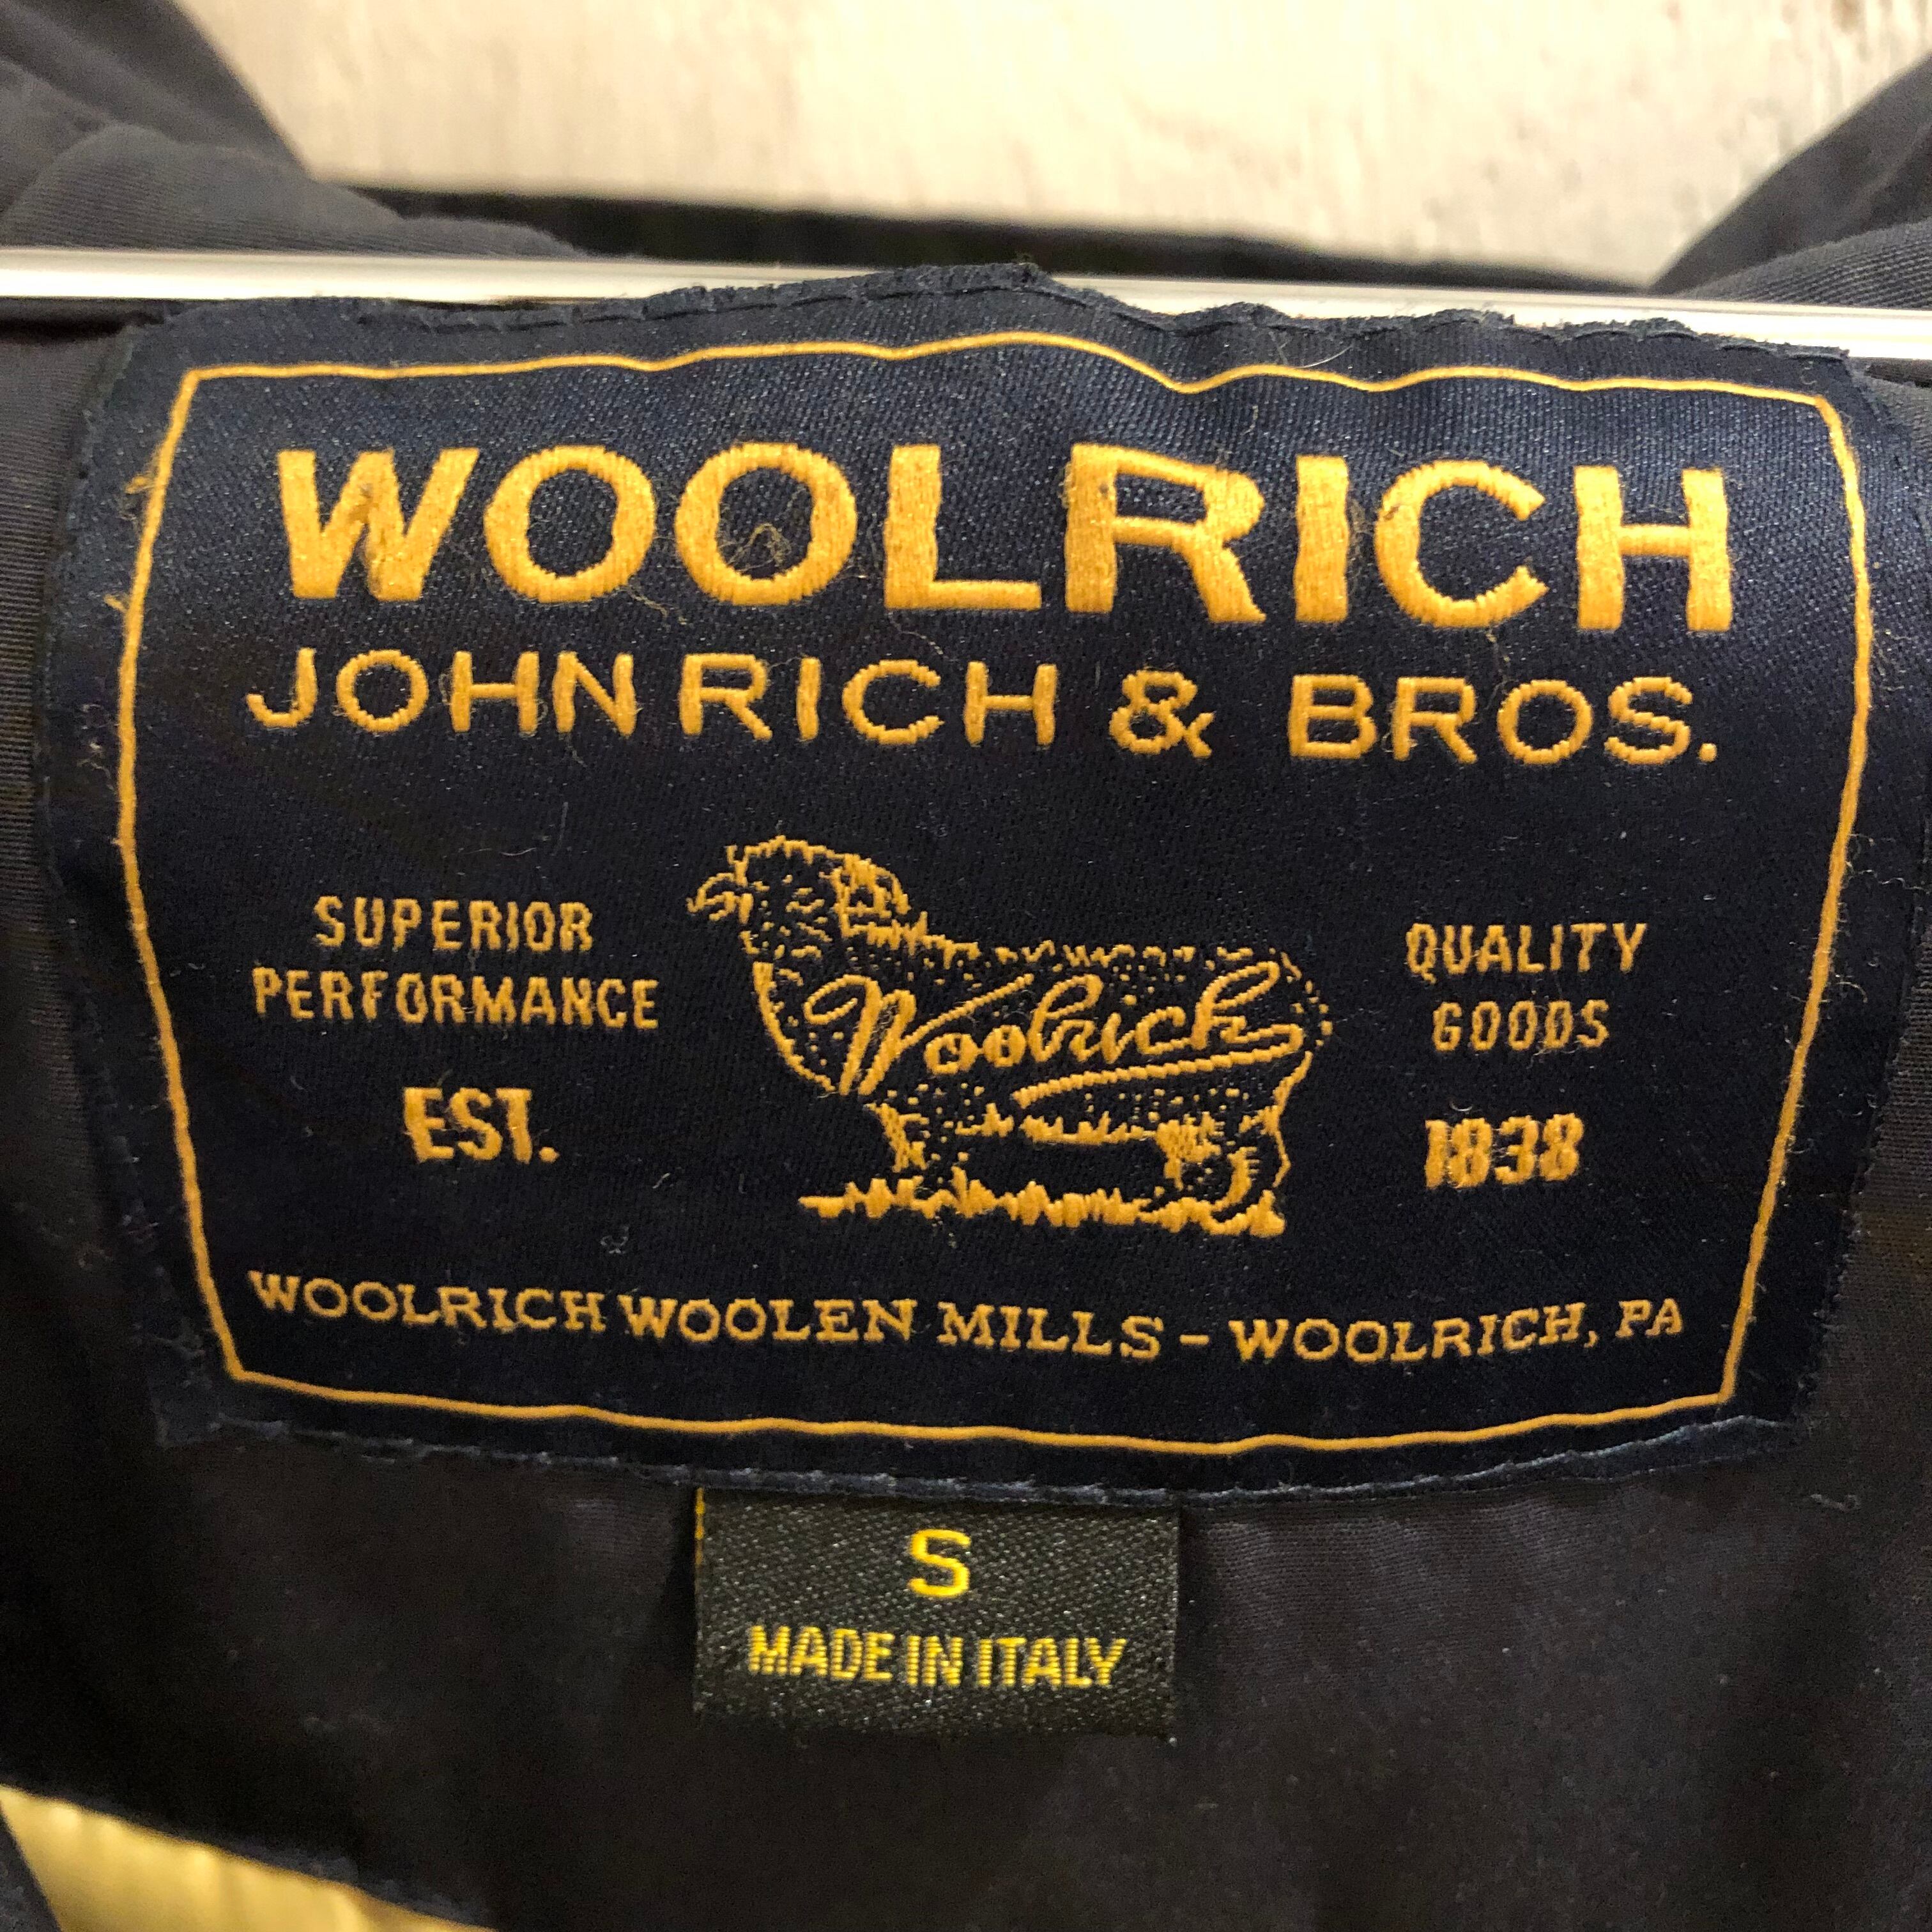 WOOLRICH
JOHN RICH & BROS.
SUPERIOR
PERFORMANCE
EST.
Woolrich
QUALITY
GOODS
1838
WOOLRICH WOOLEN MILLS - WOOLRICH, PA
S
MADE IN ITALY